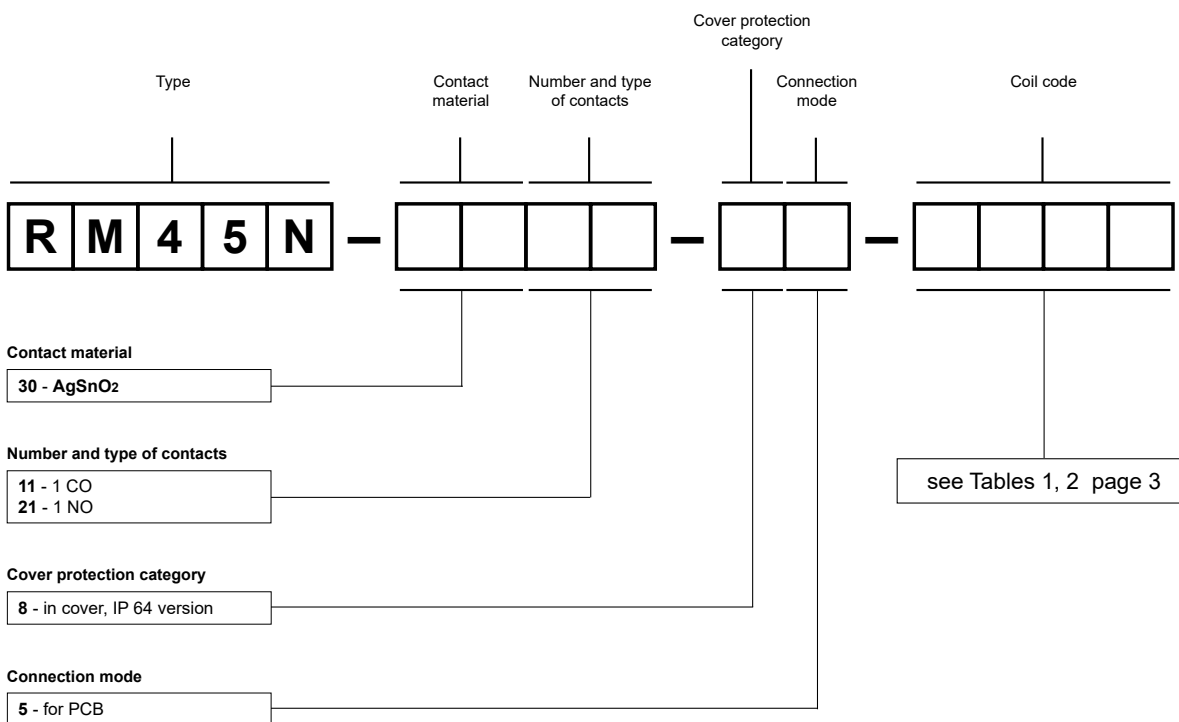 Cover protection
category
Type
Contact
material
Number and type
of contacts
Connection
mode
Coil code
R M 4 5 N – – –
Contact material
30 - AgSnO2
Number and type of contacts
11 - 1 CO
21 - 1 NO
see Tables 1, 2 page 3
Cover protection category
8 - in cover, IP 64 version
Connection mode
5 - for PCB